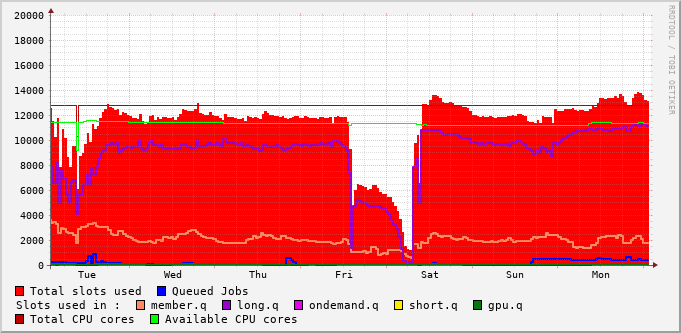 20000
18000
16000
14000
12000
10000
8000
6000
4000
2000
0
Tue Wed Thu Fri Sat Sun Mon
RRDTOOL / TOBI OETIKER
Total slots used Queued Jobs
Slots used in : member.q long.q ondemand.q short.q gpu.q
Total CPU cores Available CPU cores